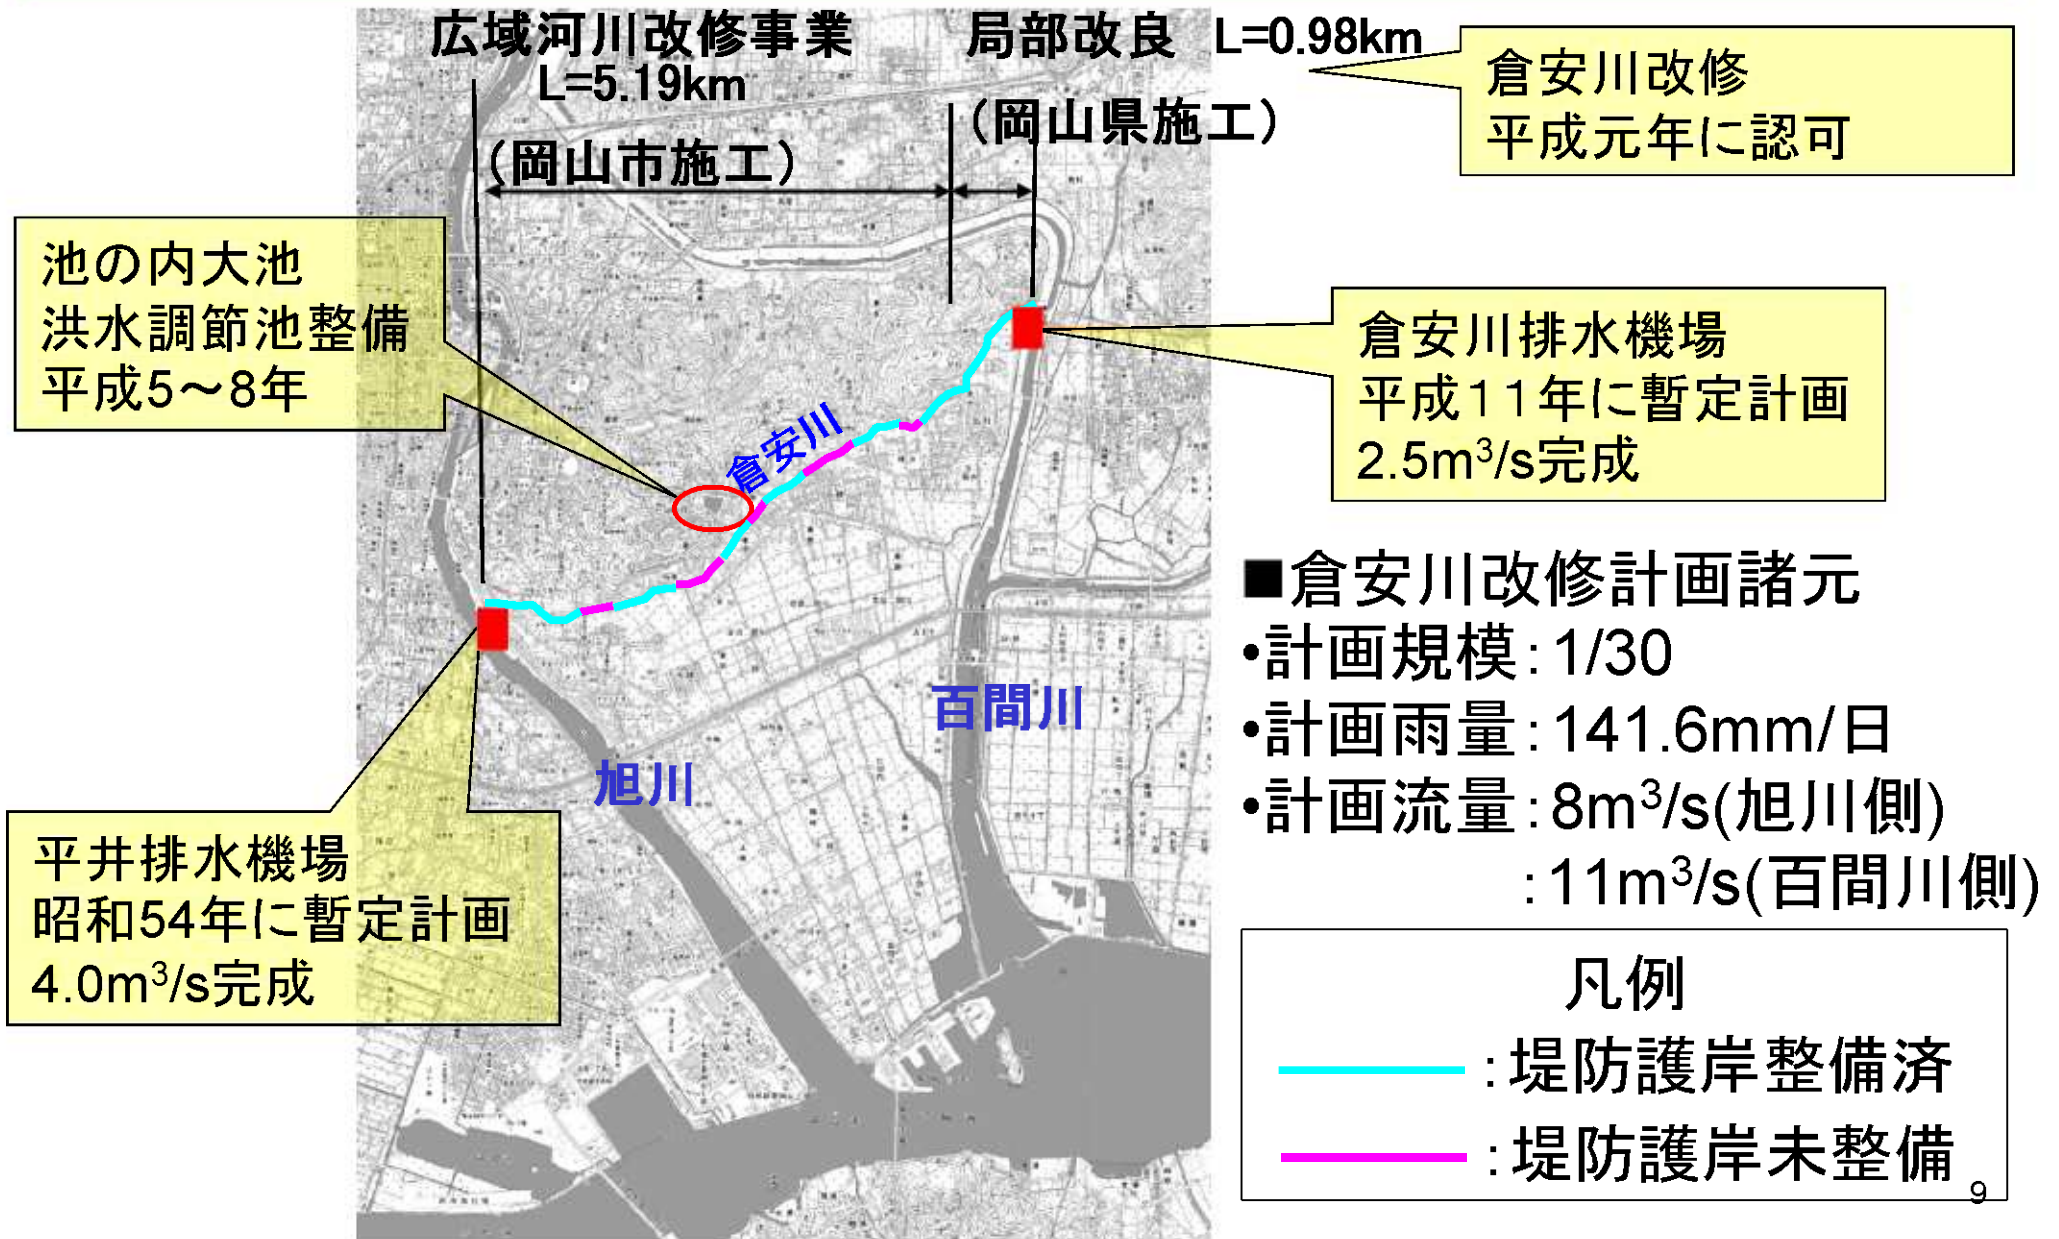 広域河川改修事業
L=5.19km
(岡山市施工)
局部改良 L=0.98km
(岡山県施工)
倉安川改修
平成元年に認可
池の内大池
洪水調節池整備
平成5~8年
倉安川排水機場
平成11年に暫定計画
2.5m³/s完成
倉安川
■倉安川改修計画諸元
•計画規模:1/30
•計画雨量:141.6mm/日
•計画流量:8m³/s(旭川側)
:11m³/s(百間川側)
百間川
旭川
平井排水機場
昭和54年に暫定計画
4.0m³/s完成
凡例
:堤防護岸整備済
:堤防護岸未整備
9